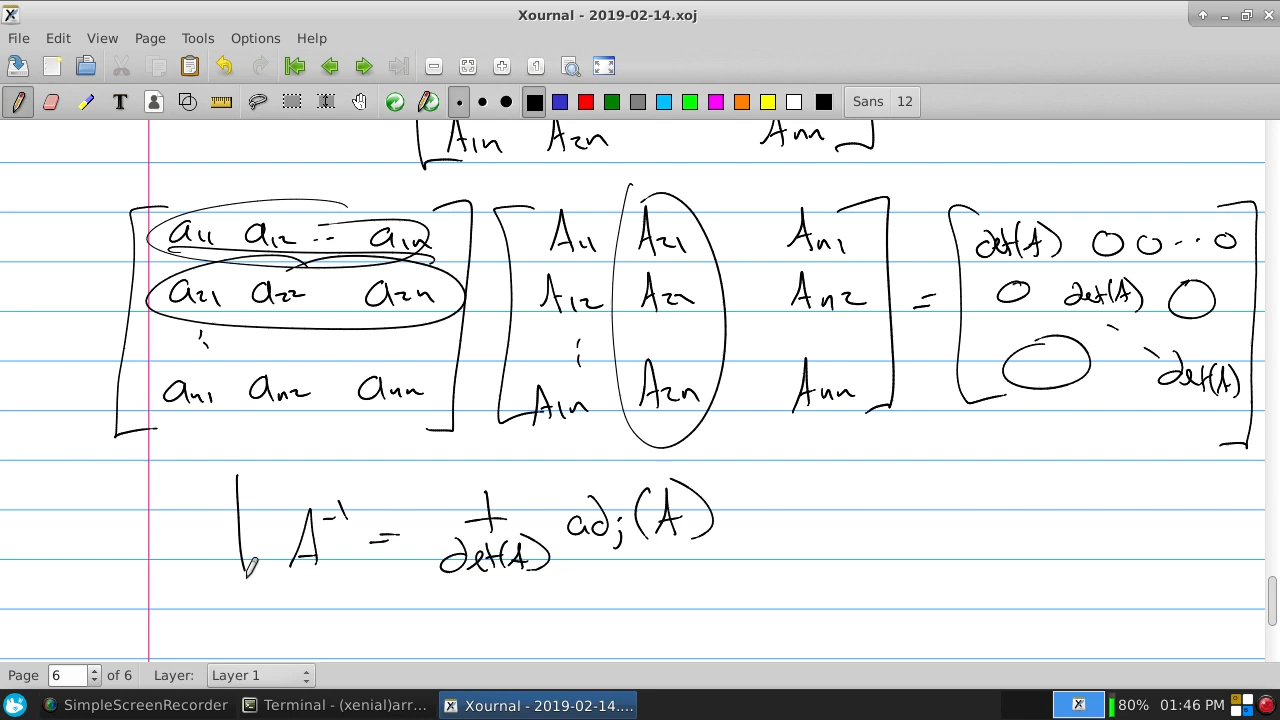 Xournal - 2019-02-14.xoj
File Edit View Page Tools Options Help
Sans 12
A1n A2n Ann
a11 a12 -- a1n A11 A21 An1 det(A) 0 0 ... 0
a21 a22 a2n A12 A22 An2 = 0 det(A) 0
⋮ ⋮ ⋱
an1 an2 ann A1n A2n Ann 0 det(A)
A⁻¹ = 1/det(A) adj(A)
Page 6 of 6 Layer: Layer 1
SimpleScreenRecorder Terminal - (xenial)arr... Xournal - 2019-02-14.... 80% 01:46 PM